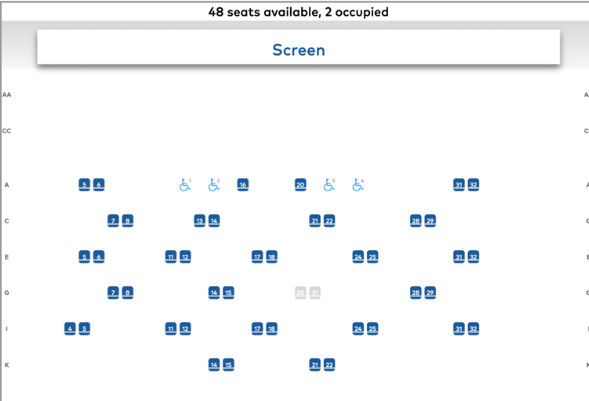 48 seats available, 2 occupied
Screen
AA A
CC C
A 5 6 1 2 16 20 3 4 31 32 A
C 7 8 13 14 21 22 28 29 C
E 5 6 11 12 17 18 24 25 31 32 E
G 7 8 14 15 20 21 28 29 G
I 4 5 11 12 17 18 24 25 31 32 I
K 14 15 21 22 K